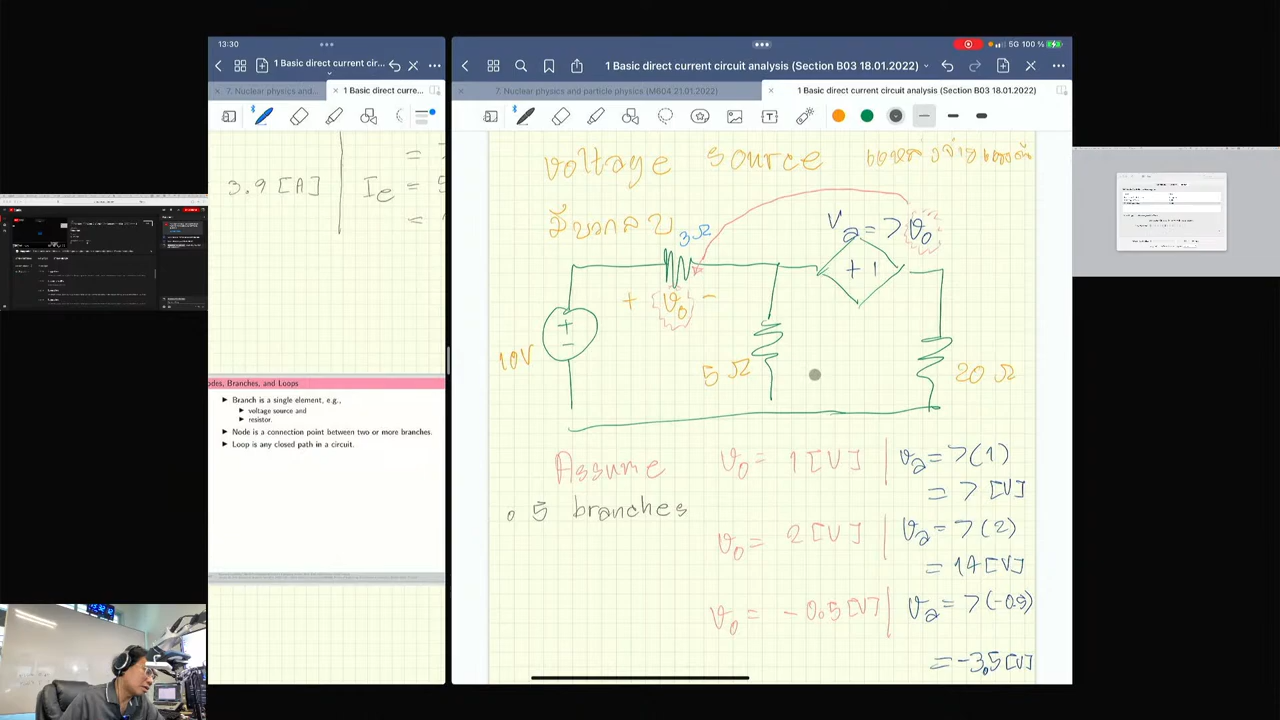 13:30
5G 100 %
1 Basic direct current cir...
1 Basic direct current circuit analysis (Section B03 18.01.2022)
7. Nuclear physics and...
1 Basic direct curre...
7. Nuclear physics and particle physics (M604 21.01.2022)
1 Basic direct current circuit analysis (Section B03 18.01.2022)
3.9 [A]
Ie =
odes, Branches, and Loops
Branch is a single element, e.g.,
voltage source and
resistor.
Node is a connection point between two or more branches.
Loop is any closed path in a circuit.
voltage source
3Ω
Va = 7v0
+ -
+ v0 -
+
-
10V
5 Ω
20 Ω
Assume
v0 = 1 [V]
va = 7(1)
= 7 [V]
5 branches
v0 = 2 [V]
va = 7(2)
= 14 [V]
v0 = -0.5 [V]
va = 7(-0.5)
= -3.5 [V]